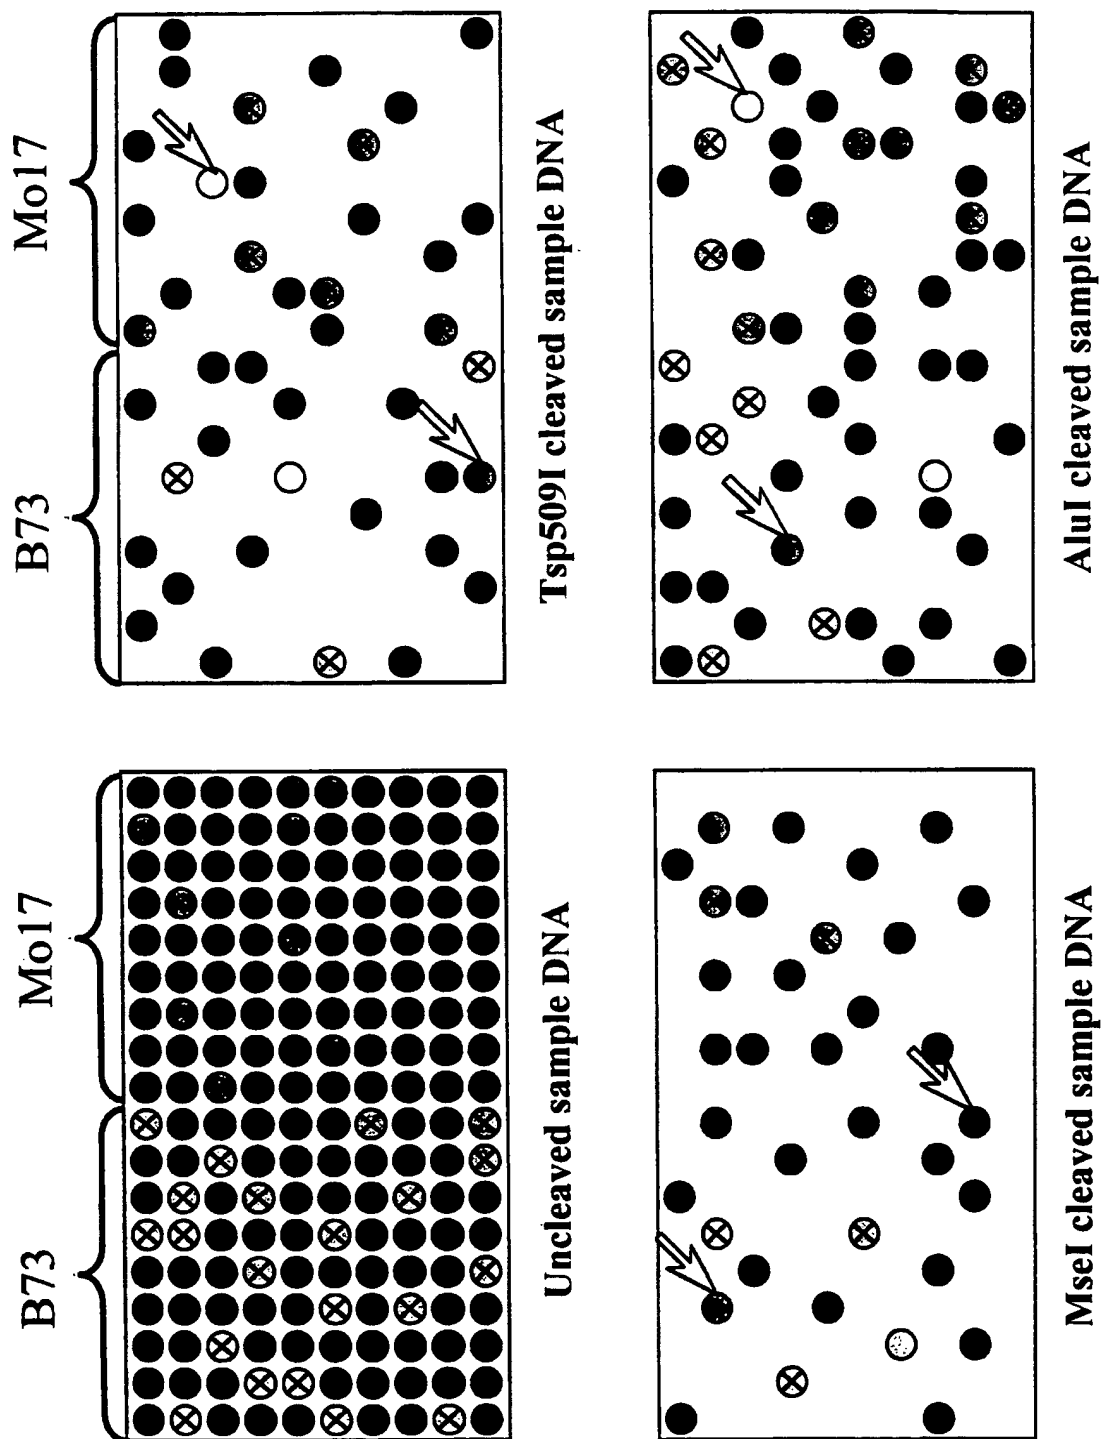 B73
Mo17
B73
Mo17
Uncleaved sample DNA
Tsp509I cleaved sample DNA
MseI cleaved sample DNA
AluI cleaved sample DNA